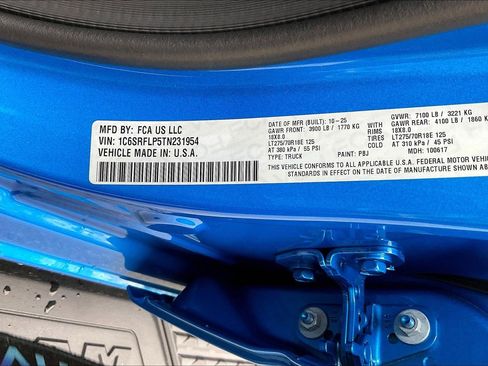 MFD BY: FCA US LLC
VIN: 1C6SRFLP5TN231954
VEHICLE MADE IN: U.S.A.
DATE OF MFR (BUILT): 10-25
GAWR FRONT: 3900 LB / 1770 KG
18X8.0
LT275/70R18E 125
AT 380 kPa / 55 PSI
TYPE: TRUCK
PAINT: PBJ
RIMS
TIRES
COLD
GVWR: 7100 LB / 3221 KG
GAWR REAR: 4100 LB / 1860 KG
18X8.0
LT275/70R18E 125
AT 310 kPa / 45 PSI
MDH: 100617
VEHICLE CONFORMS TO ALL APPLICABLE U.S.A. FEDERAL MOTOR VEHICLE
STANDARDS IN EFFECT ON THE DATE OF MANUFACTURE SHOWN AB